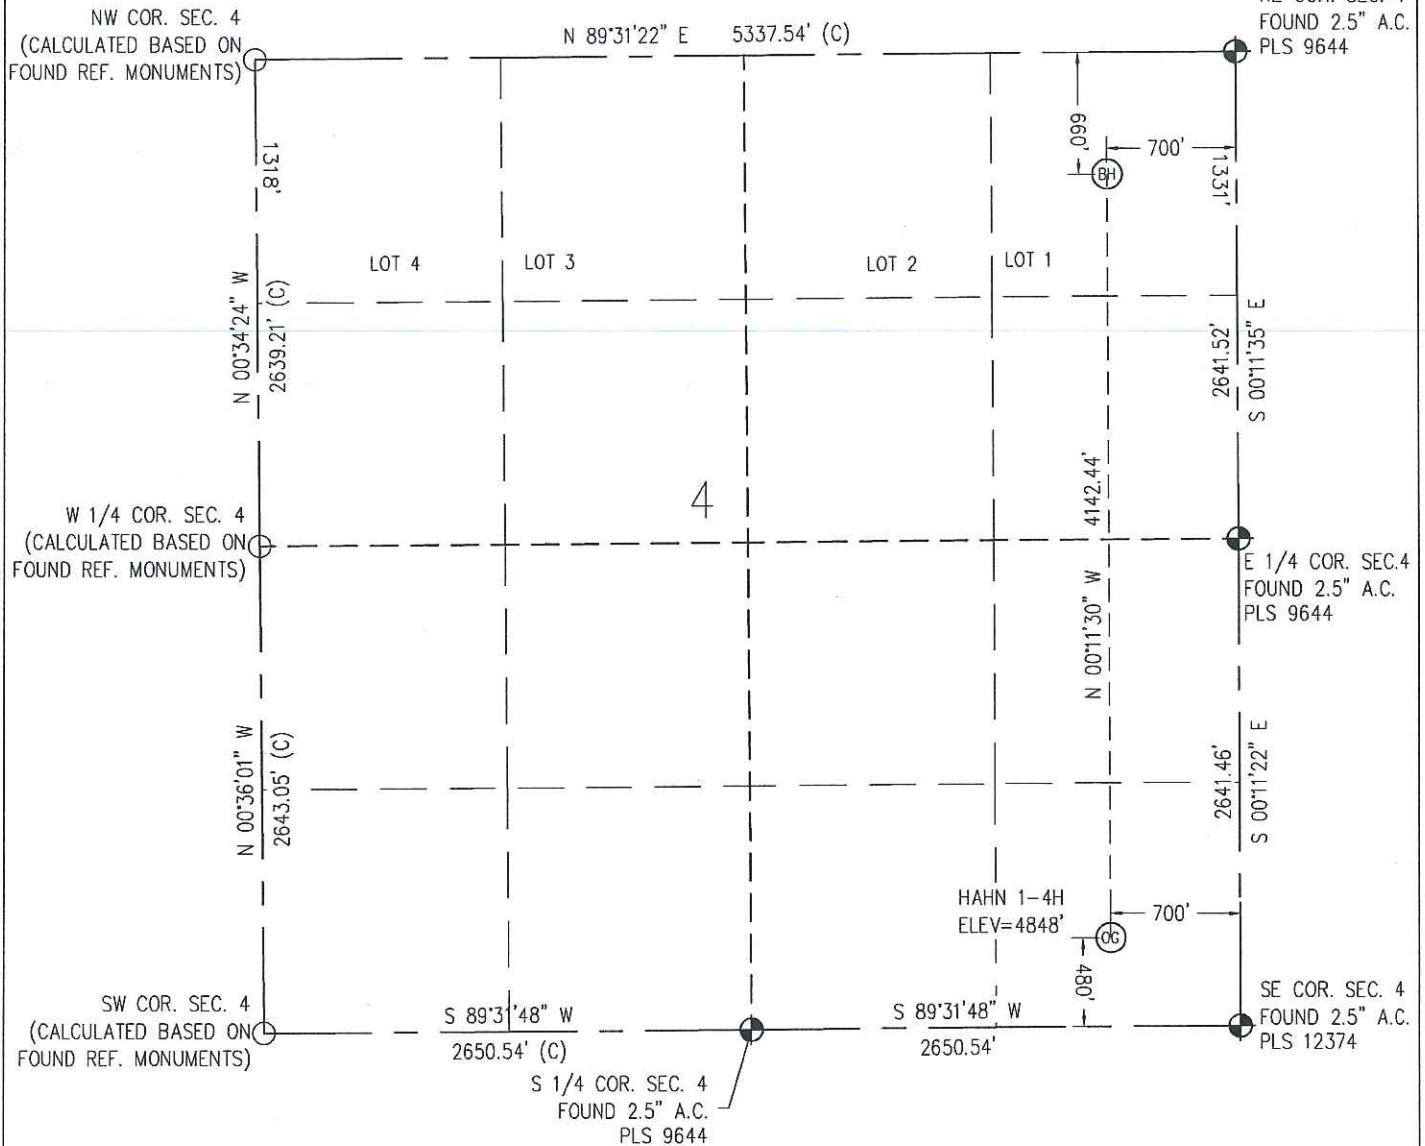 NW COR. SEC. 4
(CALCULATED BASED ON
FOUND REF. MONUMENTS)
N 89°31'22" E 5337.54' (C)
FOUND 2.5" A.C.
PLS 9644
1318'
660'
700'
BH
1331'
LOT 4
LOT 3
LOT 2
LOT 1
N 00°34'24" W
2639.21' (C)
2641.52'
S 00°11'35" E
W 1/4 COR. SEC. 4
(CALCULATED BASED ON
FOUND REF. MONUMENTS)
4
4142.44'
N 00°11'30" W
E 1/4 COR. SEC.4
FOUND 2.5" A.C.
PLS 9644
N 00°36'01" W
2643.05' (C)
2641.46'
S 00°11'22" E
HAHN 1-4H
ELEV=4848'
700'
OG
480'
SW COR. SEC. 4
(CALCULATED BASED ON
FOUND REF. MONUMENTS)
S 89°31'48" W
2650.54' (C)
S 89°31'48" W
2650.54'
SE COR. SEC. 4
FOUND 2.5" A.C.
PLS 12374
S 1/4 COR. SEC. 4
FOUND 2.5" A.C.
PLS 9644